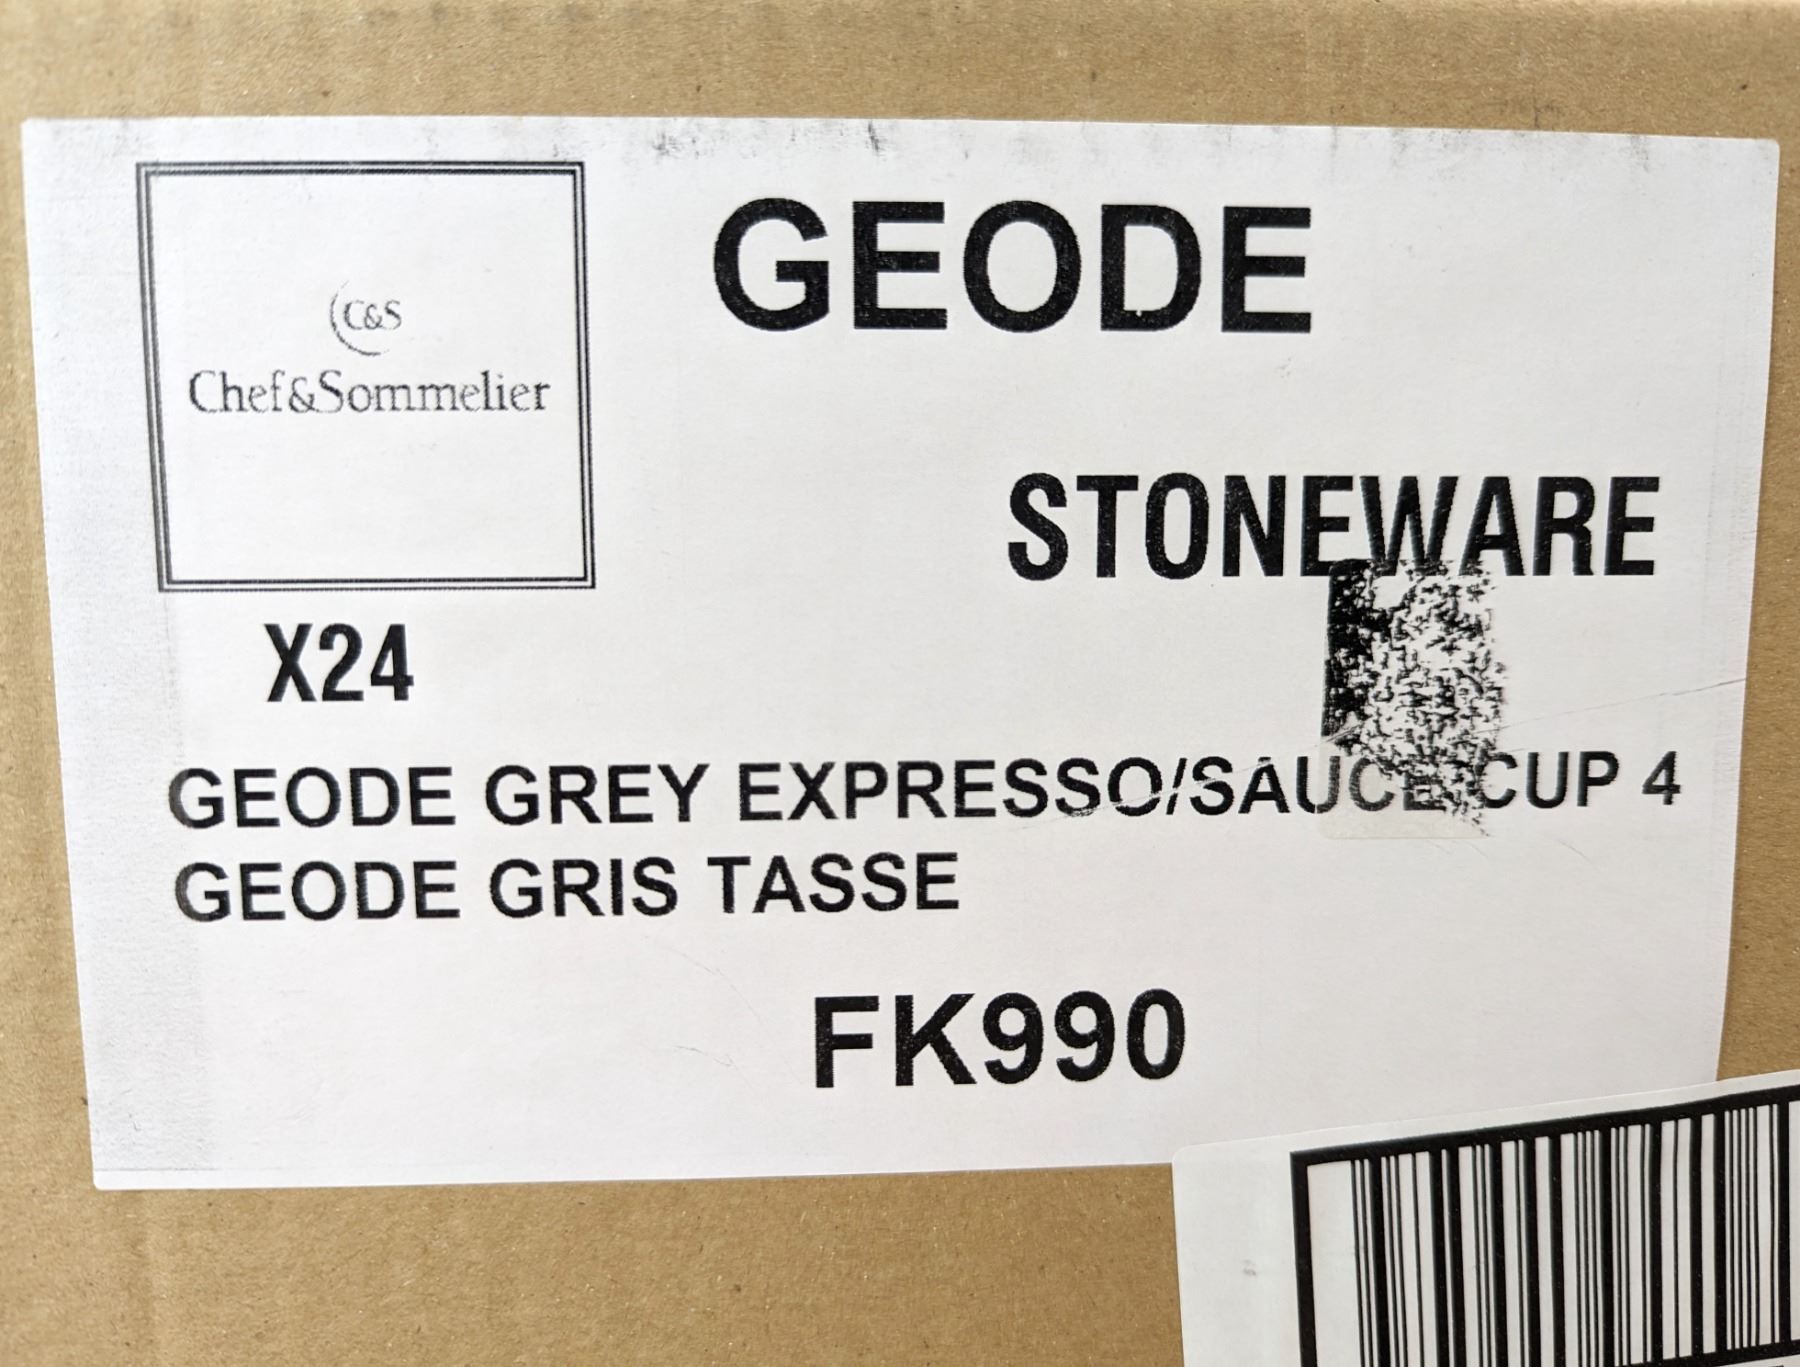 GEODE
C&S
Chef&Sommelier
STONEWARE
X24
GEODE GREY EXPRESSO/SAUCE CUP 4
GEODE GRIS TASSE
FK990